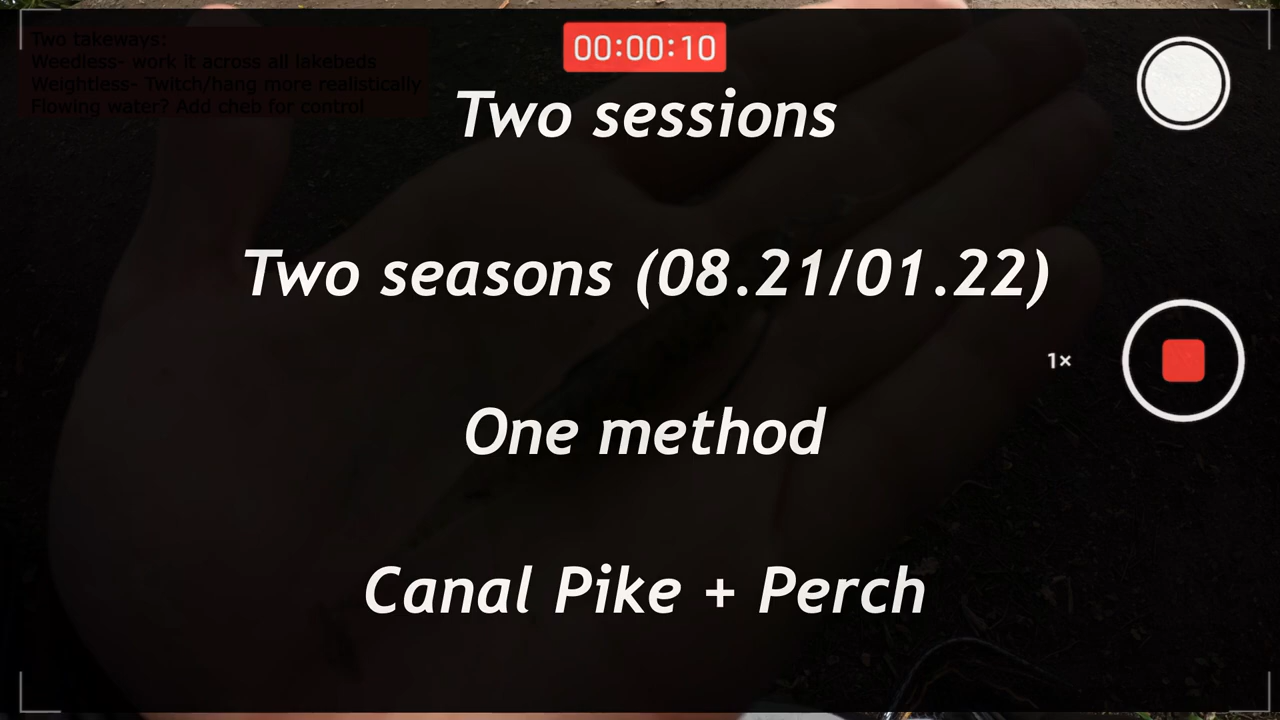 Two takeways:
Weedless- work it across all lakebeds
Weightless- Twitch/hang more realistically
Flowing water? Add cheb for control
00:00:10
Two sessions
Two seasons (08.21/01.22)
1×
One method
Canal Pike + Perch